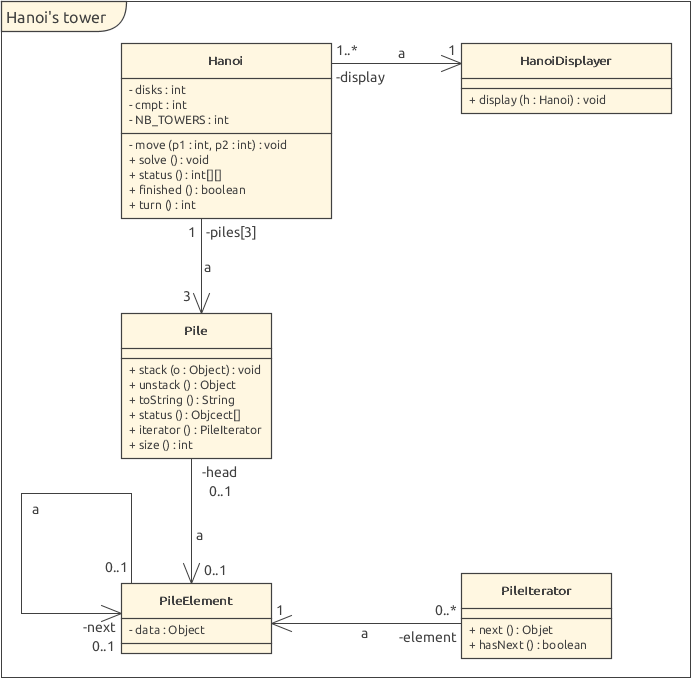 Hanoi's tower
Hanoi
- disks : int
- cmpt : int
- NB_TOWERS : int
- move (p1 : int, p2 : int) : void
+ solve () : void
+ status () : int[][]
+ finished () : boolean
+ turn () : int
1..*
a
1
-display
HanoiDisplayer
+ display (h : Hanoi) : void
1
-piles[3]
a
3
Pile
+ stack (o : Object) : void
+ unstack () : Object
+ toString () : String
+ status () : Objcect[]
+ iterator () : PileIterator
+ size () : int
-head
0..1
a
a
0..1
0..1
PileElement
- data : Object
-next
0..1
1
0..*
a
-element
PileIterator
+ next () : Objet
+ hasNext () : boolean